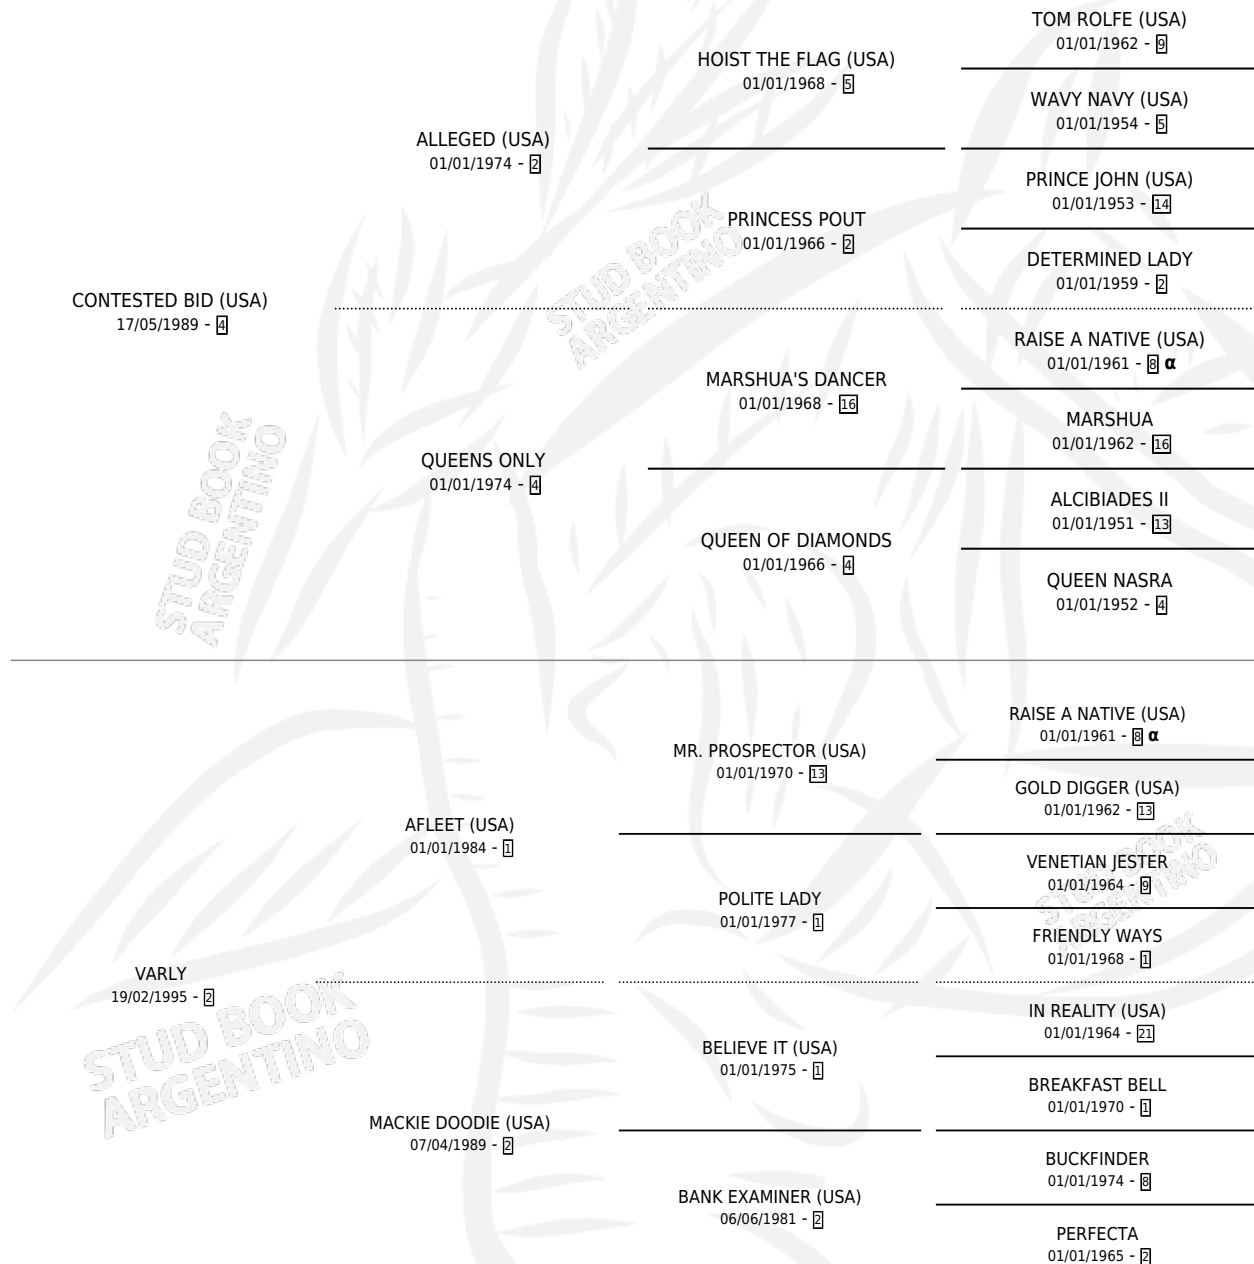 TOM ROLFE (USA)
01/01/1962 - 9
HOIST THE FLAG (USA)
01/01/1968 - 5
WAVY NAVY (USA)
01/01/1954 - 5
ALLEGED (USA)
01/01/1974 - 2
PRINCE JOHN (USA)
01/01/1953 - 14
PRINCESS POUT
01/01/1966 - 2
DETERMINED LADY
01/01/1959 - 2
CONTESTED BID (USA)
17/05/1989 - 4
RAISE A NATIVE (USA)
01/01/1961 - 8 α
MARSHUA'S DANCER
01/01/1968 - 16
MARSHUA
01/01/1962 - 16
QUEENS ONLY
01/01/1974 - 4
ALCIBIADES II
01/01/1951 - 13
QUEEN OF DIAMONDS
01/01/1966 - 4
QUEEN NASRA
01/01/1952 - 4
STUD BOOK
ARGENTINO
STUD BOOK
ARGENTINO
RAISE A NATIVE (USA)
01/01/1961 - 8 α
MR. PROSPECTOR (USA)
01/01/1970 - 13
GOLD DIGGER (USA)
01/01/1962 - 13
AFLEET (USA)
01/01/1984 - 1
VENETIAN JESTER
01/01/1964 - 9
POLITE LADY
01/01/1977 - 1
FRIENDLY WAYS
01/01/1968 - 1
VARLY
19/02/1995 - 2
IN REALITY (USA)
01/01/1964 - 21
BELIEVE IT (USA)
01/01/1975 - 1
BREAKFAST BELL
01/01/1970 - 1
MACKIE DOODIE (USA)
07/04/1989 - 2
BUCKFINDER
01/01/1974 - 8
BANK EXAMINER (USA)
06/06/1981 - 2
PERFECTA
01/01/1965 - 2
STUD BOOK
ARGENTINO
STUD BOOK
ARGENTINO